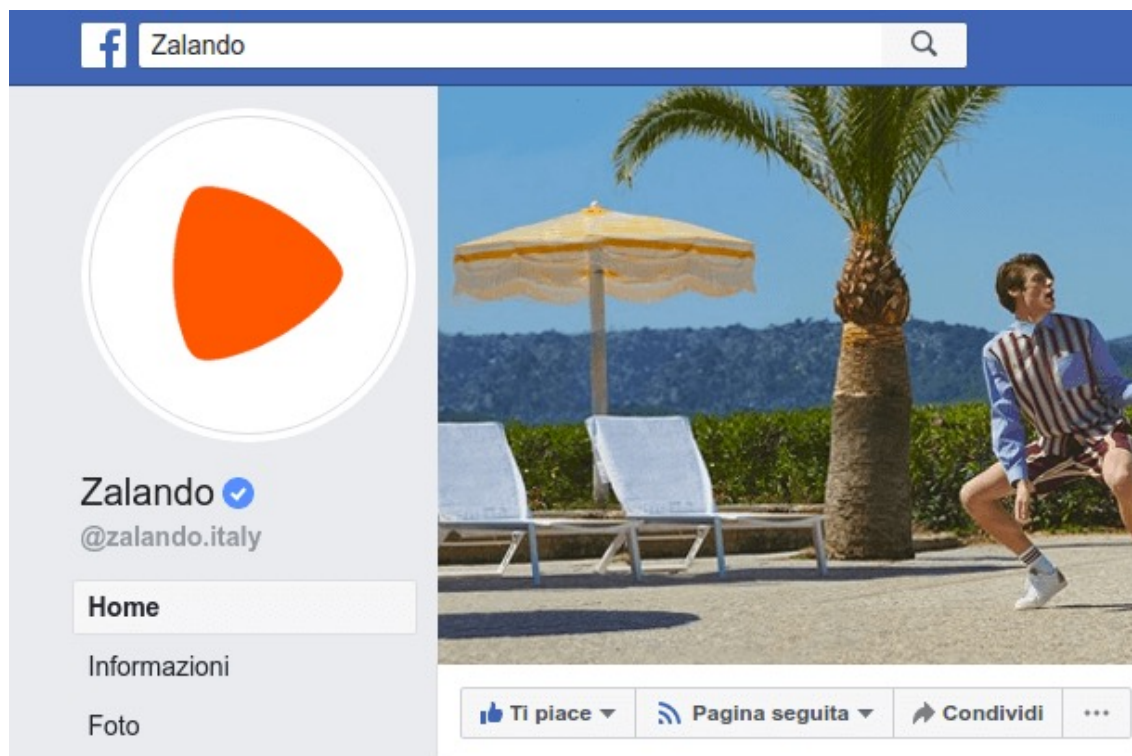 Zalando
Zalando
@zalando.italy
Home
Informazioni
Foto
Ti piace
Pagina seguita
Condividi